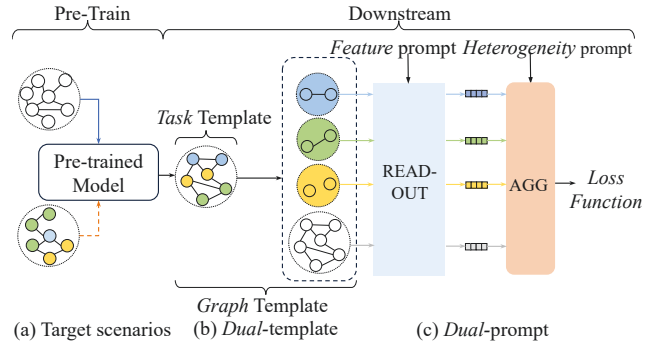 Pre-Train
Downstream
Feature prompt
Heterogeneity prompt
Task Template
Pre-trained
Model
READ-
OUT
AGG
Loss
Function
Graph Template
(a) Target scenarios
(b) Dual-template
(c) Dual-prompt